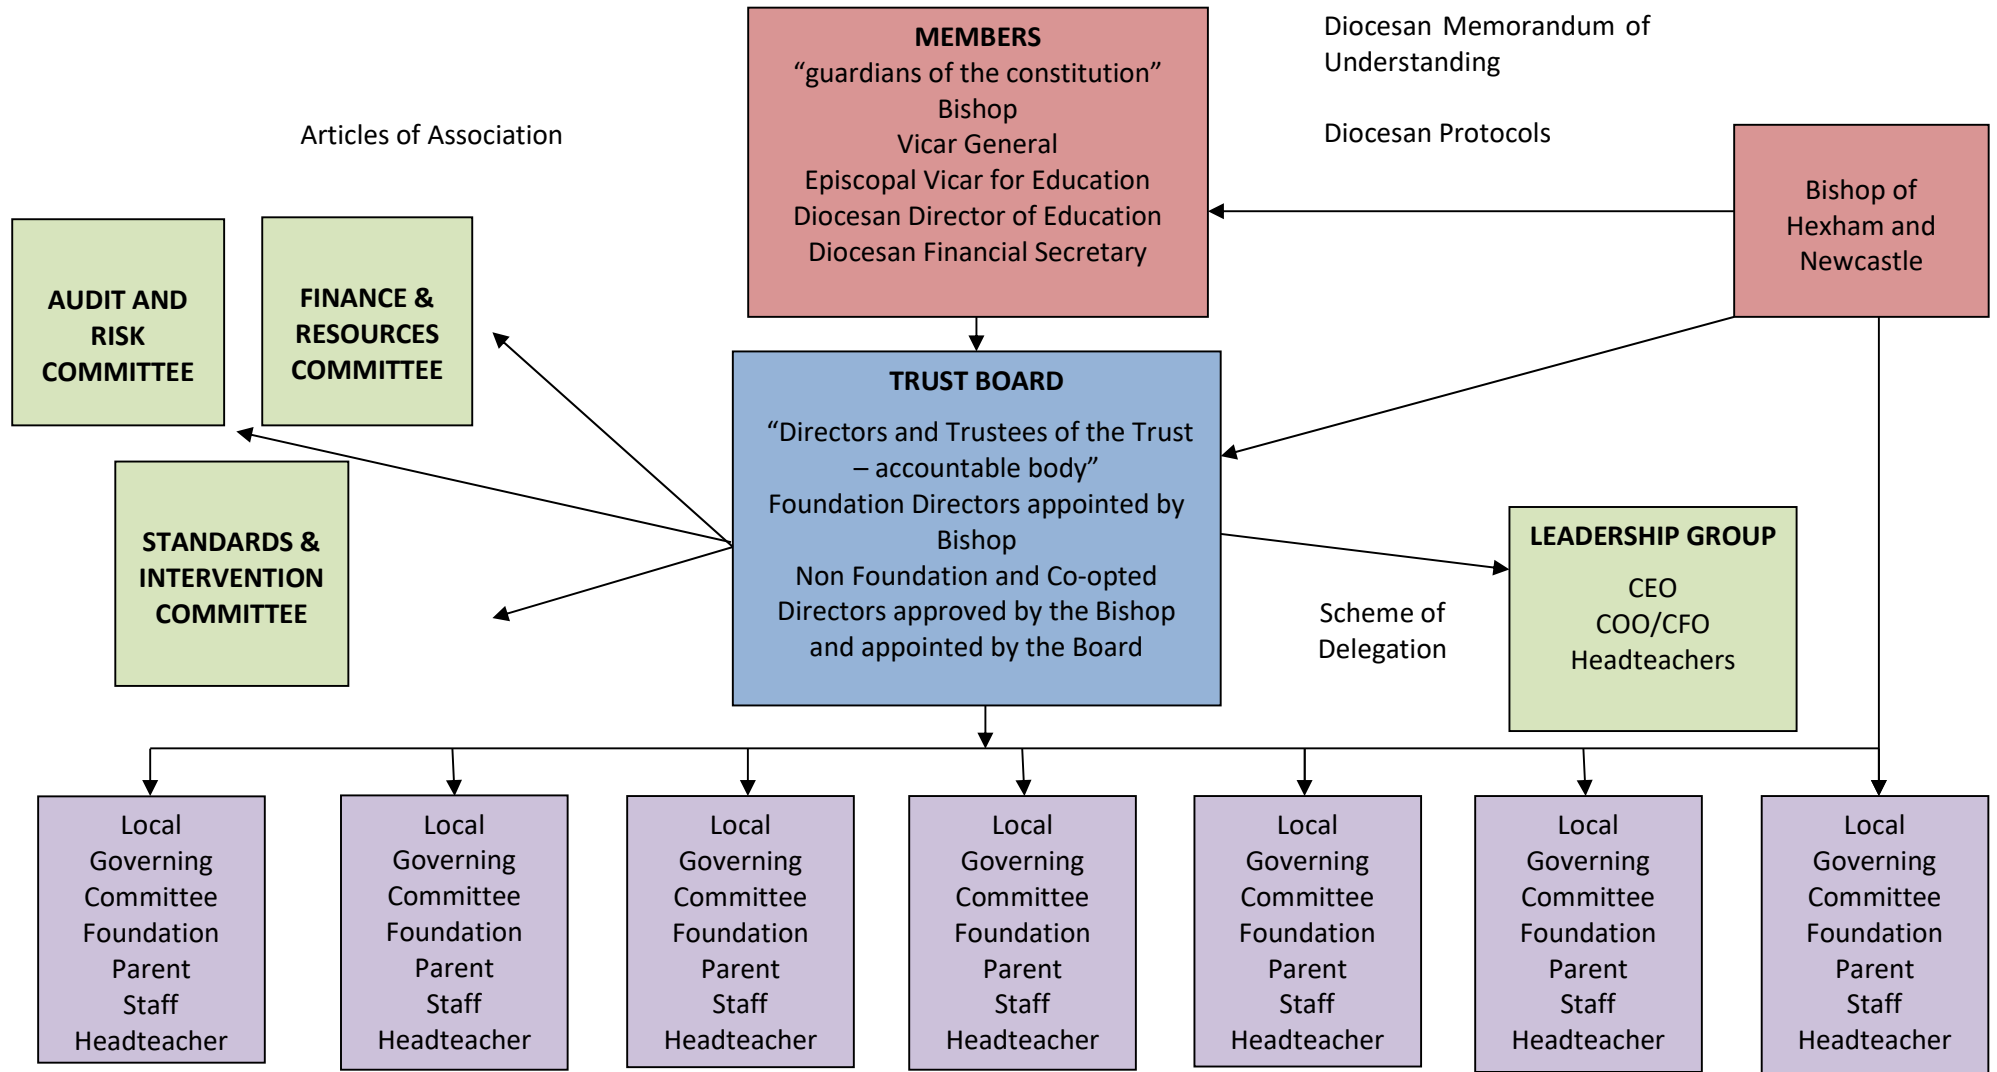 MEMBERS
“guardians of the constitution”
Bishop
Vicar General
Episcopal Vicar for Education
Diocesan Director of Education
Diocesan Financial Secretary
Diocesan Memorandum of
Understanding
Diocesan Protocols
Articles of Association
Bishop of
Hexham and
Newcastle
AUDIT AND
RISK
COMMITTEE
FINANCE &
RESOURCES
COMMITTEE
STANDARDS &
INTERVENTION
COMMITTEE
TRUST BOARD
“Directors and Trustees of the Trust
– accountable body”
Foundation Directors appointed by
Bishop
Non Foundation and Co-opted
Directors approved by the Bishop
and appointed by the Board
Scheme of
Delegation
LEADERSHIP GROUP
CEO
COO/CFO
Headteachers
Local
Governing
Committee
Foundation
Parent
Staff
Headteacher
Local
Governing
Committee
Foundation
Parent
Staff
Headteacher
Local
Governing
Committee
Foundation
Parent
Staff
Headteacher
Local
Governing
Committee
Foundation
Parent
Staff
Headteacher
Local
Governing
Committee
Foundation
Parent
Staff
Headteacher
Local
Governing
Committee
Foundation
Parent
Staff
Headteacher
Local
Governing
Committee
Foundation
Parent
Staff
Headteacher